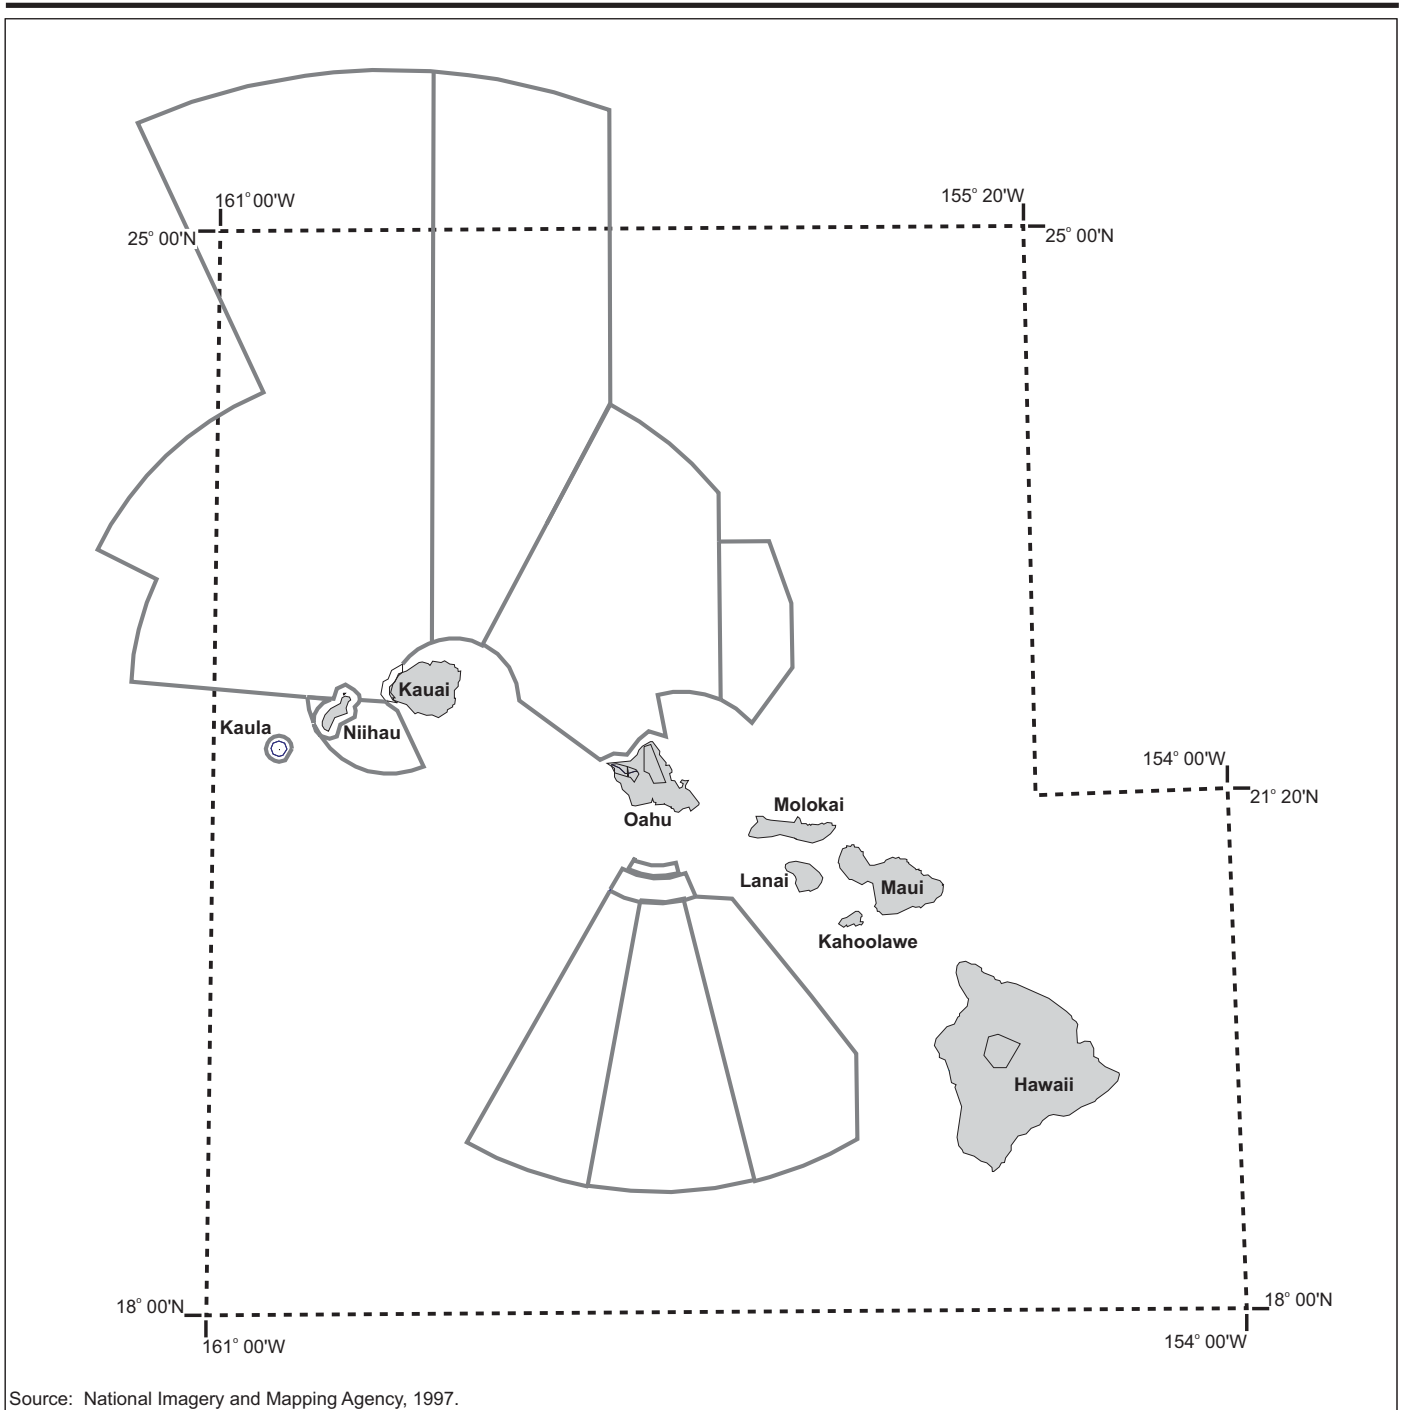 161° 00'W
155° 20'W
25° 00'N
25° 00'N
Kauai
Kaula
Niihau
154° 00'W
21° 20'N
Molokai
Oahu
Lanai
Maui
Kahoolawe
Hawaii
18° 00'N
18° 00'N
161° 00'W
154° 00'W
Source: National Imagery and Mapping Agency, 1997.